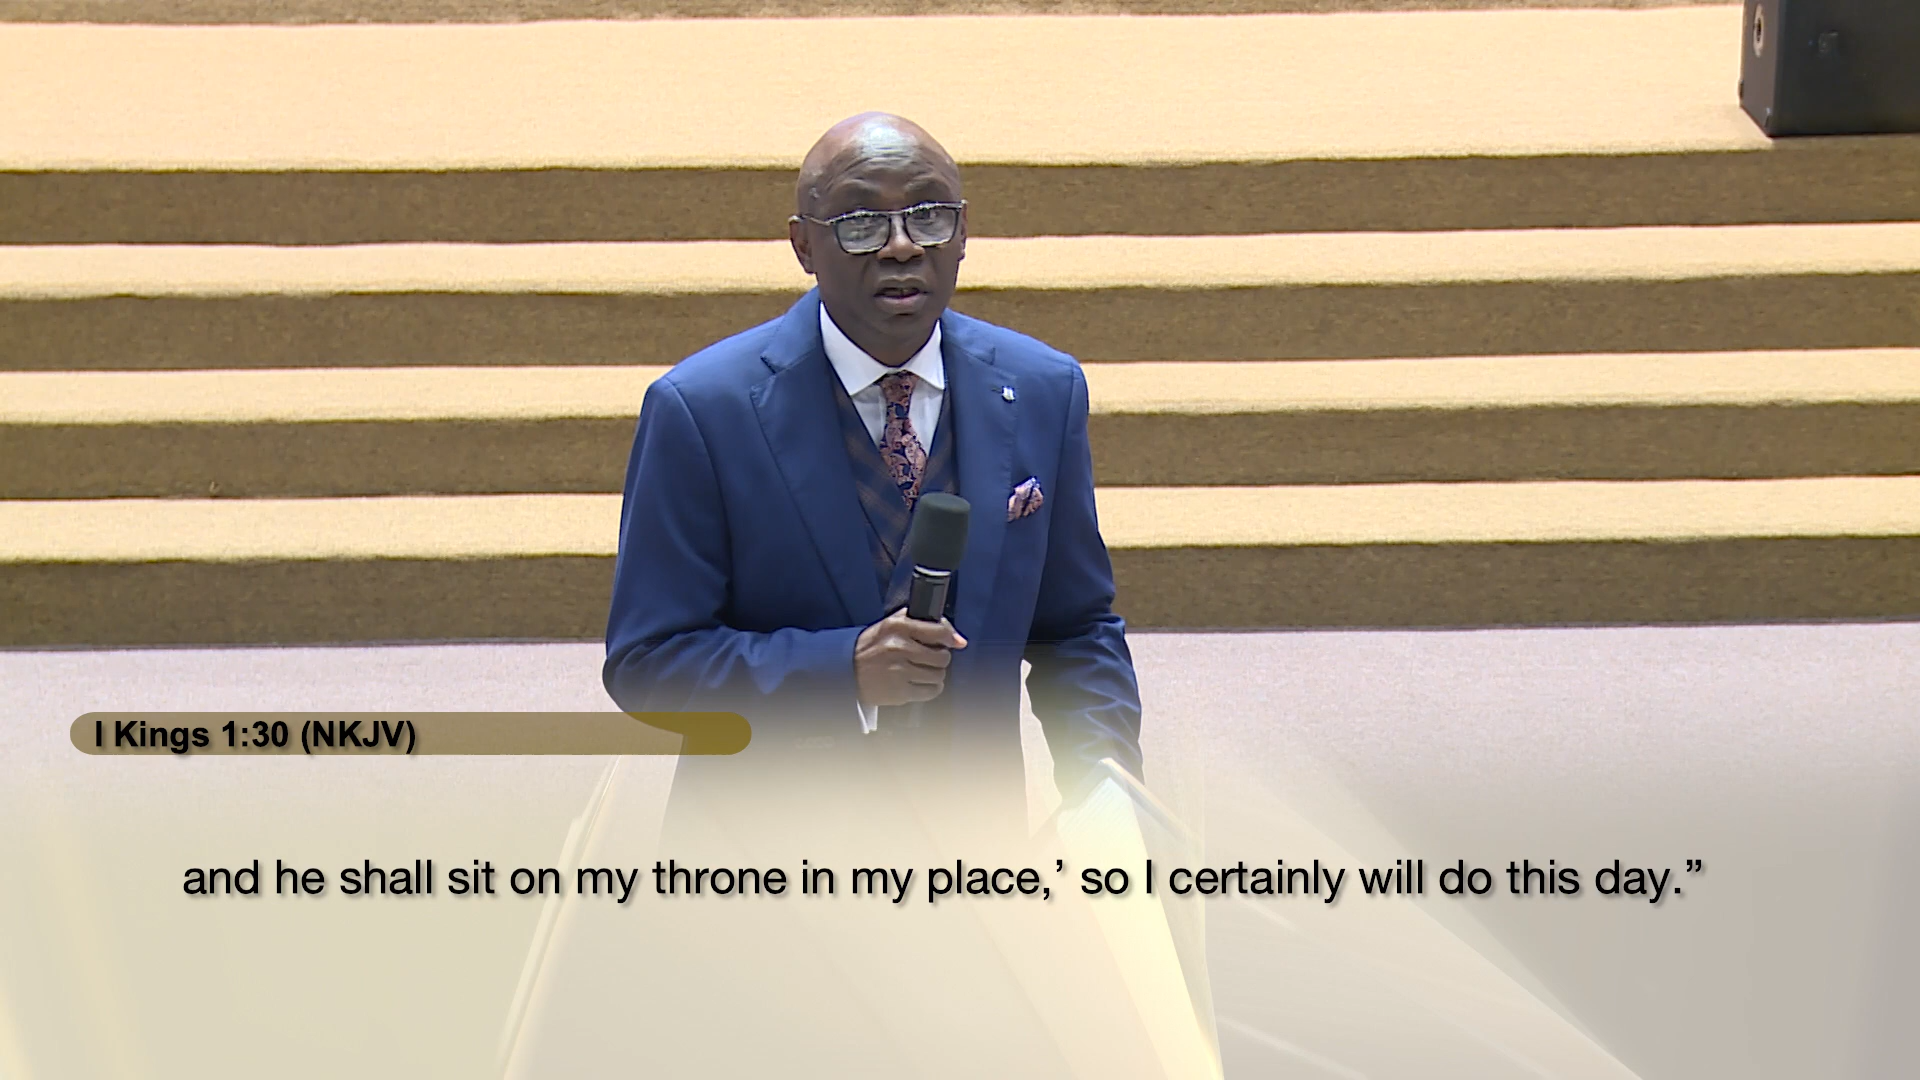 I Kings 1:30 (NKJV)
and he shall sit on my throne in my place,’ so I certainly will do this day.”